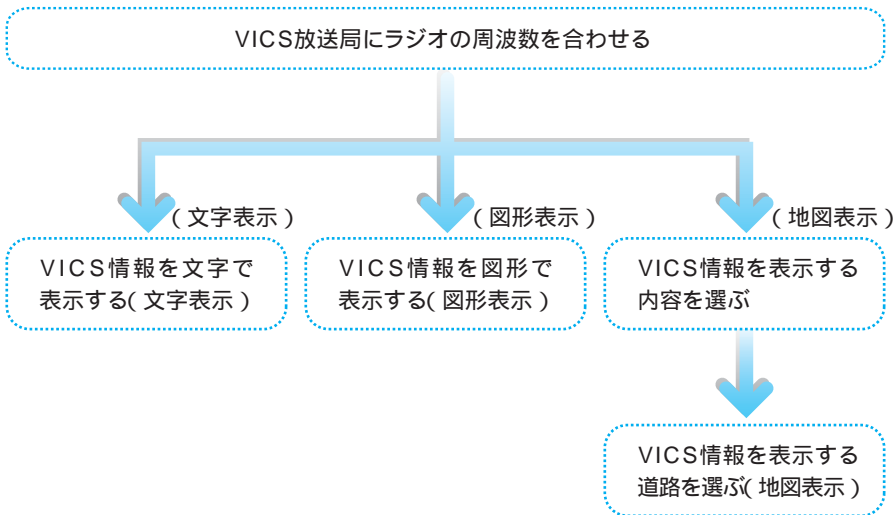 VICS放送局にラジオの周波数を合わせる
(文字表示)
(図形表示)
(地図表示)
VICS情報を文字で
表示する(文字表示)
VICS情報を図形で
表示する(図形表示)
VICS情報を表示する
内容を選ぶ
VICS情報を表示する
道路を選ぶ(地図表示)